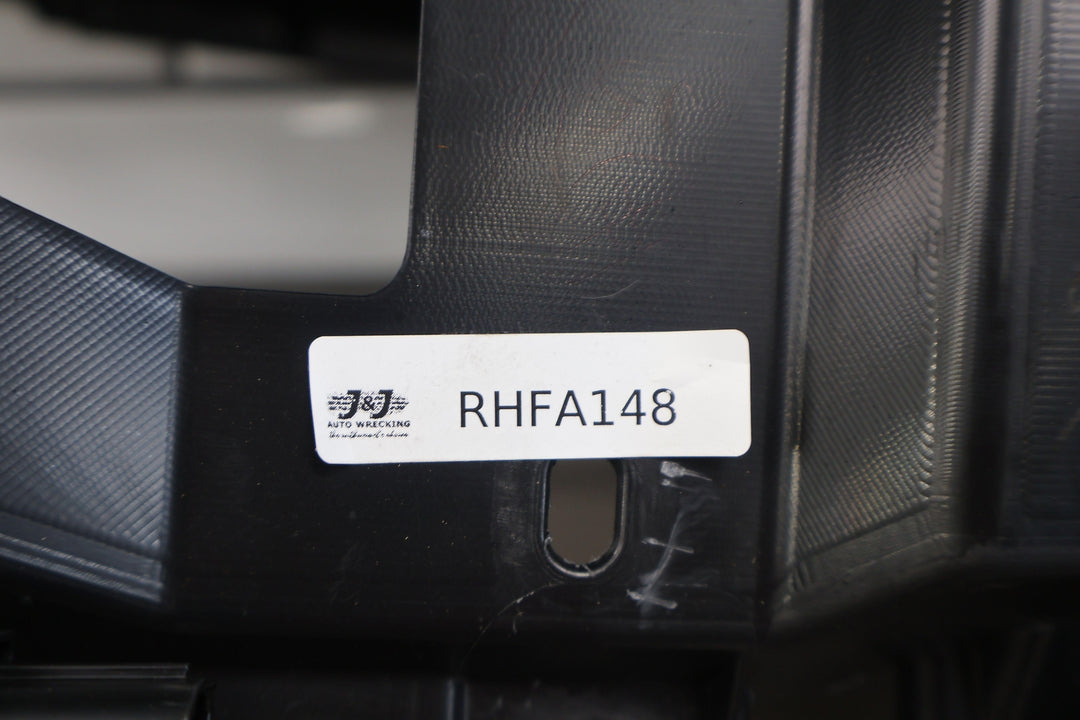 J&J
AUTO WRECKING
RHFA148